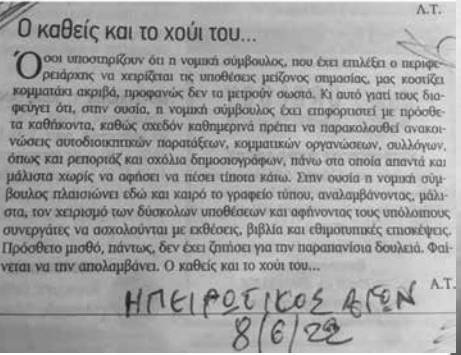 Λ.Τ.
Ο καθείς και το χούι του...
Όσοι υποστηρίζουν ότι η νομική σύμβουλος, που έχει επιλέξει ο περιφε-
ρειάρχης να χειρίζεται τις υποθέσεις μείζονος σημασίας, μας κοστίζει
κομματάκι ακριβά, προφανώς δεν τα μετρούν σωστά. Κι αυτό γιατί τους δια-
φεύγει ότι, στην ουσία, η νομική σύμβουλος έχει επιφορτιστεί με πρόσθε-
τα καθήκοντα, καθώς σχεδόν καθημερινά πρέπει να παρακολουθεί ανακοι-
νώσεις αυτοδιοικητικών παρατάξεων, κομματικών οργανώσεων, συλλόγων,
όπως και ρεπορτάζ και σχόλια δημοσιογράφων, πάνω στα οποία απαντά και
μάλιστα χωρίς να αφήσει να πέσει τίποτα κάτω. Στην ουσία η νομική σύμ-
βουλος πλαισιώνει εδώ και καιρό το γραφείο τύπου, αναλαμβάνοντας, μάλι-
στα, τον χειρισμό των δύσκολων υποθέσεων και αφήνοντας τους υπόλοιπους
συνεργάτες να ασχολούνται με εκθέσεις, βιβλία και εθιμοτυπικές επισκέψεις.
Πρόσθετο μισθό, πάντως, δεν έχει ζητήσει για την παραπανίσια δουλειά. Φαί-
νεται να την απολαμβάνει. Ο καθείς και το χούι του...
Λ.Τ.
ΗΠΕΙΡΩΤΙΚΟΣ ΑΓΩΝ
8/6/22